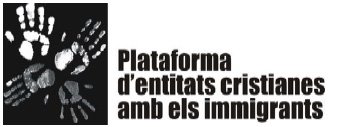 Plataforma
d'entitats cristianes
amb els immigrants